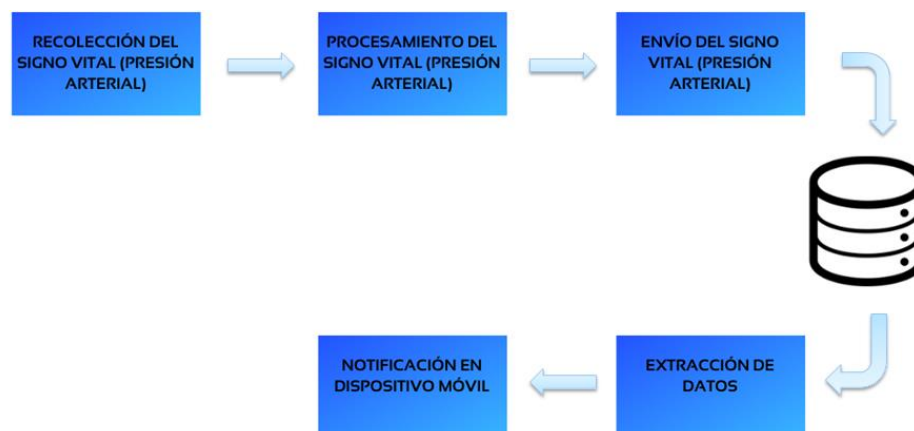 RECOLECCIÓN DEL
SIGNO VITAL (PRESIÓN
ARTERIAL)
PROCESAMIENTO DEL
SIGNO VITAL (PRESIÓN
ARTERIAL)
ENVÍO DEL SIGNO
VITAL (PRESIÓN
ARTERIAL)
EXTRACCIÓN DE
DATOS
NOTIFICACIÓN EN
DISPOSITIVO MÓVIL